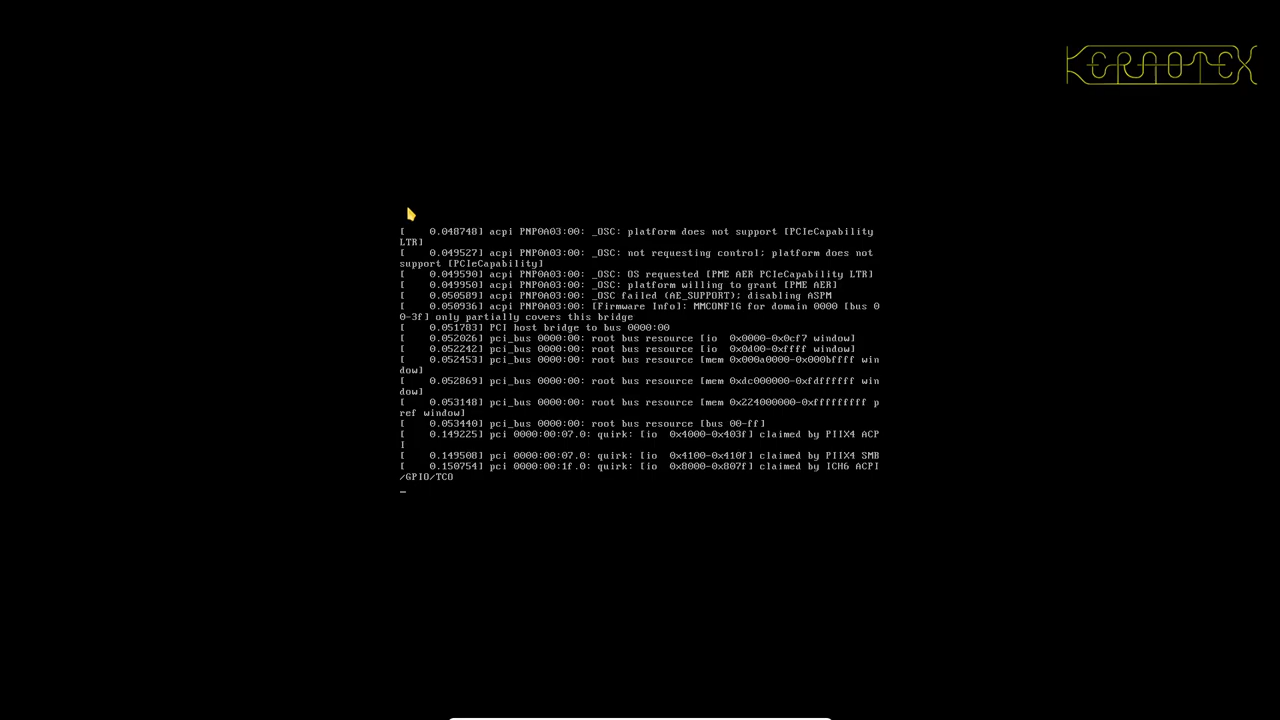 KERNOTEX
[    0.048748] acpi PNP0A03:00: _OSC: platform does not support [PCIeCapability
LTR]
[    0.049527] acpi PNP0A03:00: _OSC: not requesting control; platform does not
support [PCIeCapability]
[    0.049590] acpi PNP0A03:00: _OSC: OS requested [PME AER PCIeCapability LTR]
[    0.049950] acpi PNP0A03:00: _OSC: platform willing to grant [PME AER]
[    0.050589] acpi PNP0A03:00: _OSC failed (AE_SUPPORT); disabling ASPM
[    0.050936] acpi PNP0A03:00: [Firmware Info]: MMCONFIG for domain 0000 [bus 0
0-3f] only partially covers this bridge
[    0.051783] PCI host bridge to bus 0000:00
[    0.052026] pci_bus 0000:00: root bus resource [io  0x0000-0x0cf7 window]
[    0.052242] pci_bus 0000:00: root bus resource [io  0x0d00-0xffff window]
[    0.052453] pci_bus 0000:00: root bus resource [mem 0x000a0000-0x000bffff win
dow]
[    0.052869] pci_bus 0000:00: root bus resource [mem 0xdc000000-0xfdffffff win
dow]
[    0.053148] pci_bus 0000:00: root bus resource [mem 0x224000000-0xfffffffff p
ref window]
[    0.053440] pci_bus 0000:00: root bus resource [bus 00-ff]
[    0.149225] pci 0000:00:07.0: quirk: [io  0x4000-0x403f] claimed by PIIX4 ACP
I
[    0.149508] pci 0000:00:07.0: quirk: [io  0x4100-0x410f] claimed by PIIX4 SMB
[    0.150754] pci 0000:00:1f.0: quirk: [io  0x8000-0x807f] claimed by ICH6 ACPI
/GPIO/TCO
_